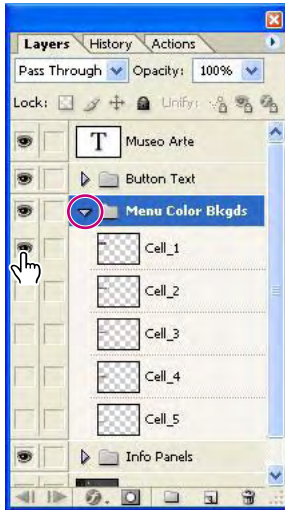 Layers History Actions
Pass Through Opacity: 100%
Lock: Unify:
T Museo Arte
Button Text
Menu Color Bkgds
Cell_1
Cell_2
Cell_3
Cell_4
Cell_5
Info Panels